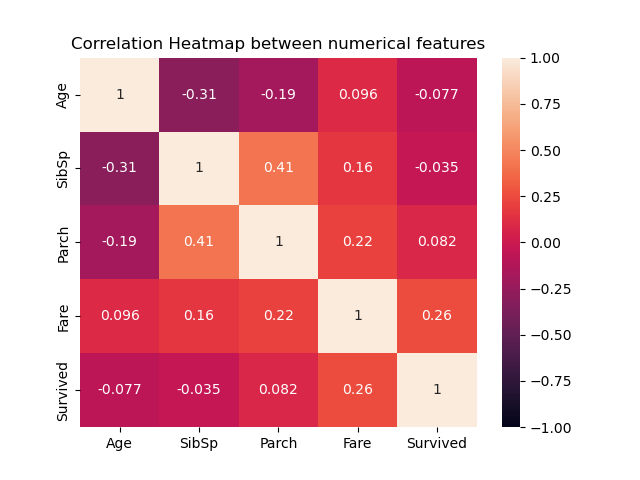 Correlation Heatmap between numerical features
Age 1 -0.31 -0.19 0.096 -0.077
SibSp -0.31 1 0.41 0.16 -0.035
Parch -0.19 0.41 1 0.22 0.082
Fare 0.096 0.16 0.22 1 0.26
Survived -0.077 -0.035 0.082 0.26 1
Age SibSp Parch Fare Survived
1.00
0.75
0.50
0.25
0.00
−0.25
−0.50
−0.75
−1.00